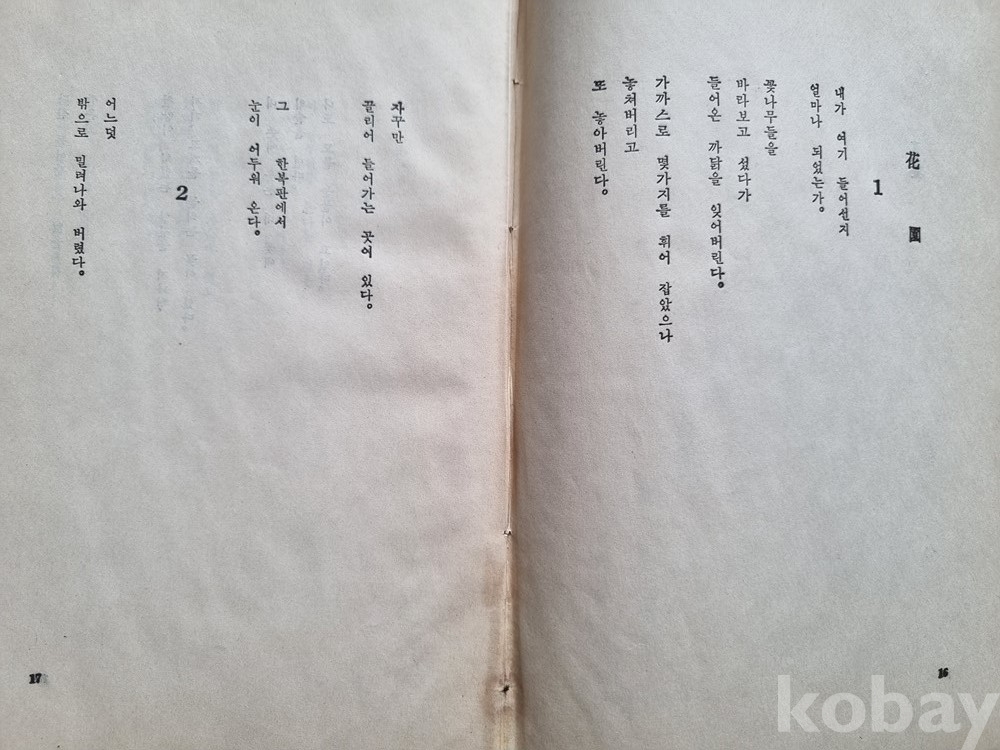 花園
1
내가 여기 들어선지
얼마나 되었는가。
꽃나무들을
바라보고 섰다가
들어온 까닭을 잊어버린다。
가까스로 몇가지를 휘어 잡았으나
놓쳐버리고
또 놓아버린다。
16
자꾸만
끌리어 들어가는 곳이 있다。
그 한복판에서
눈이 어두워 온다。
2
어느덧
밖으로 밀려나와 버렸다。
17
kobay